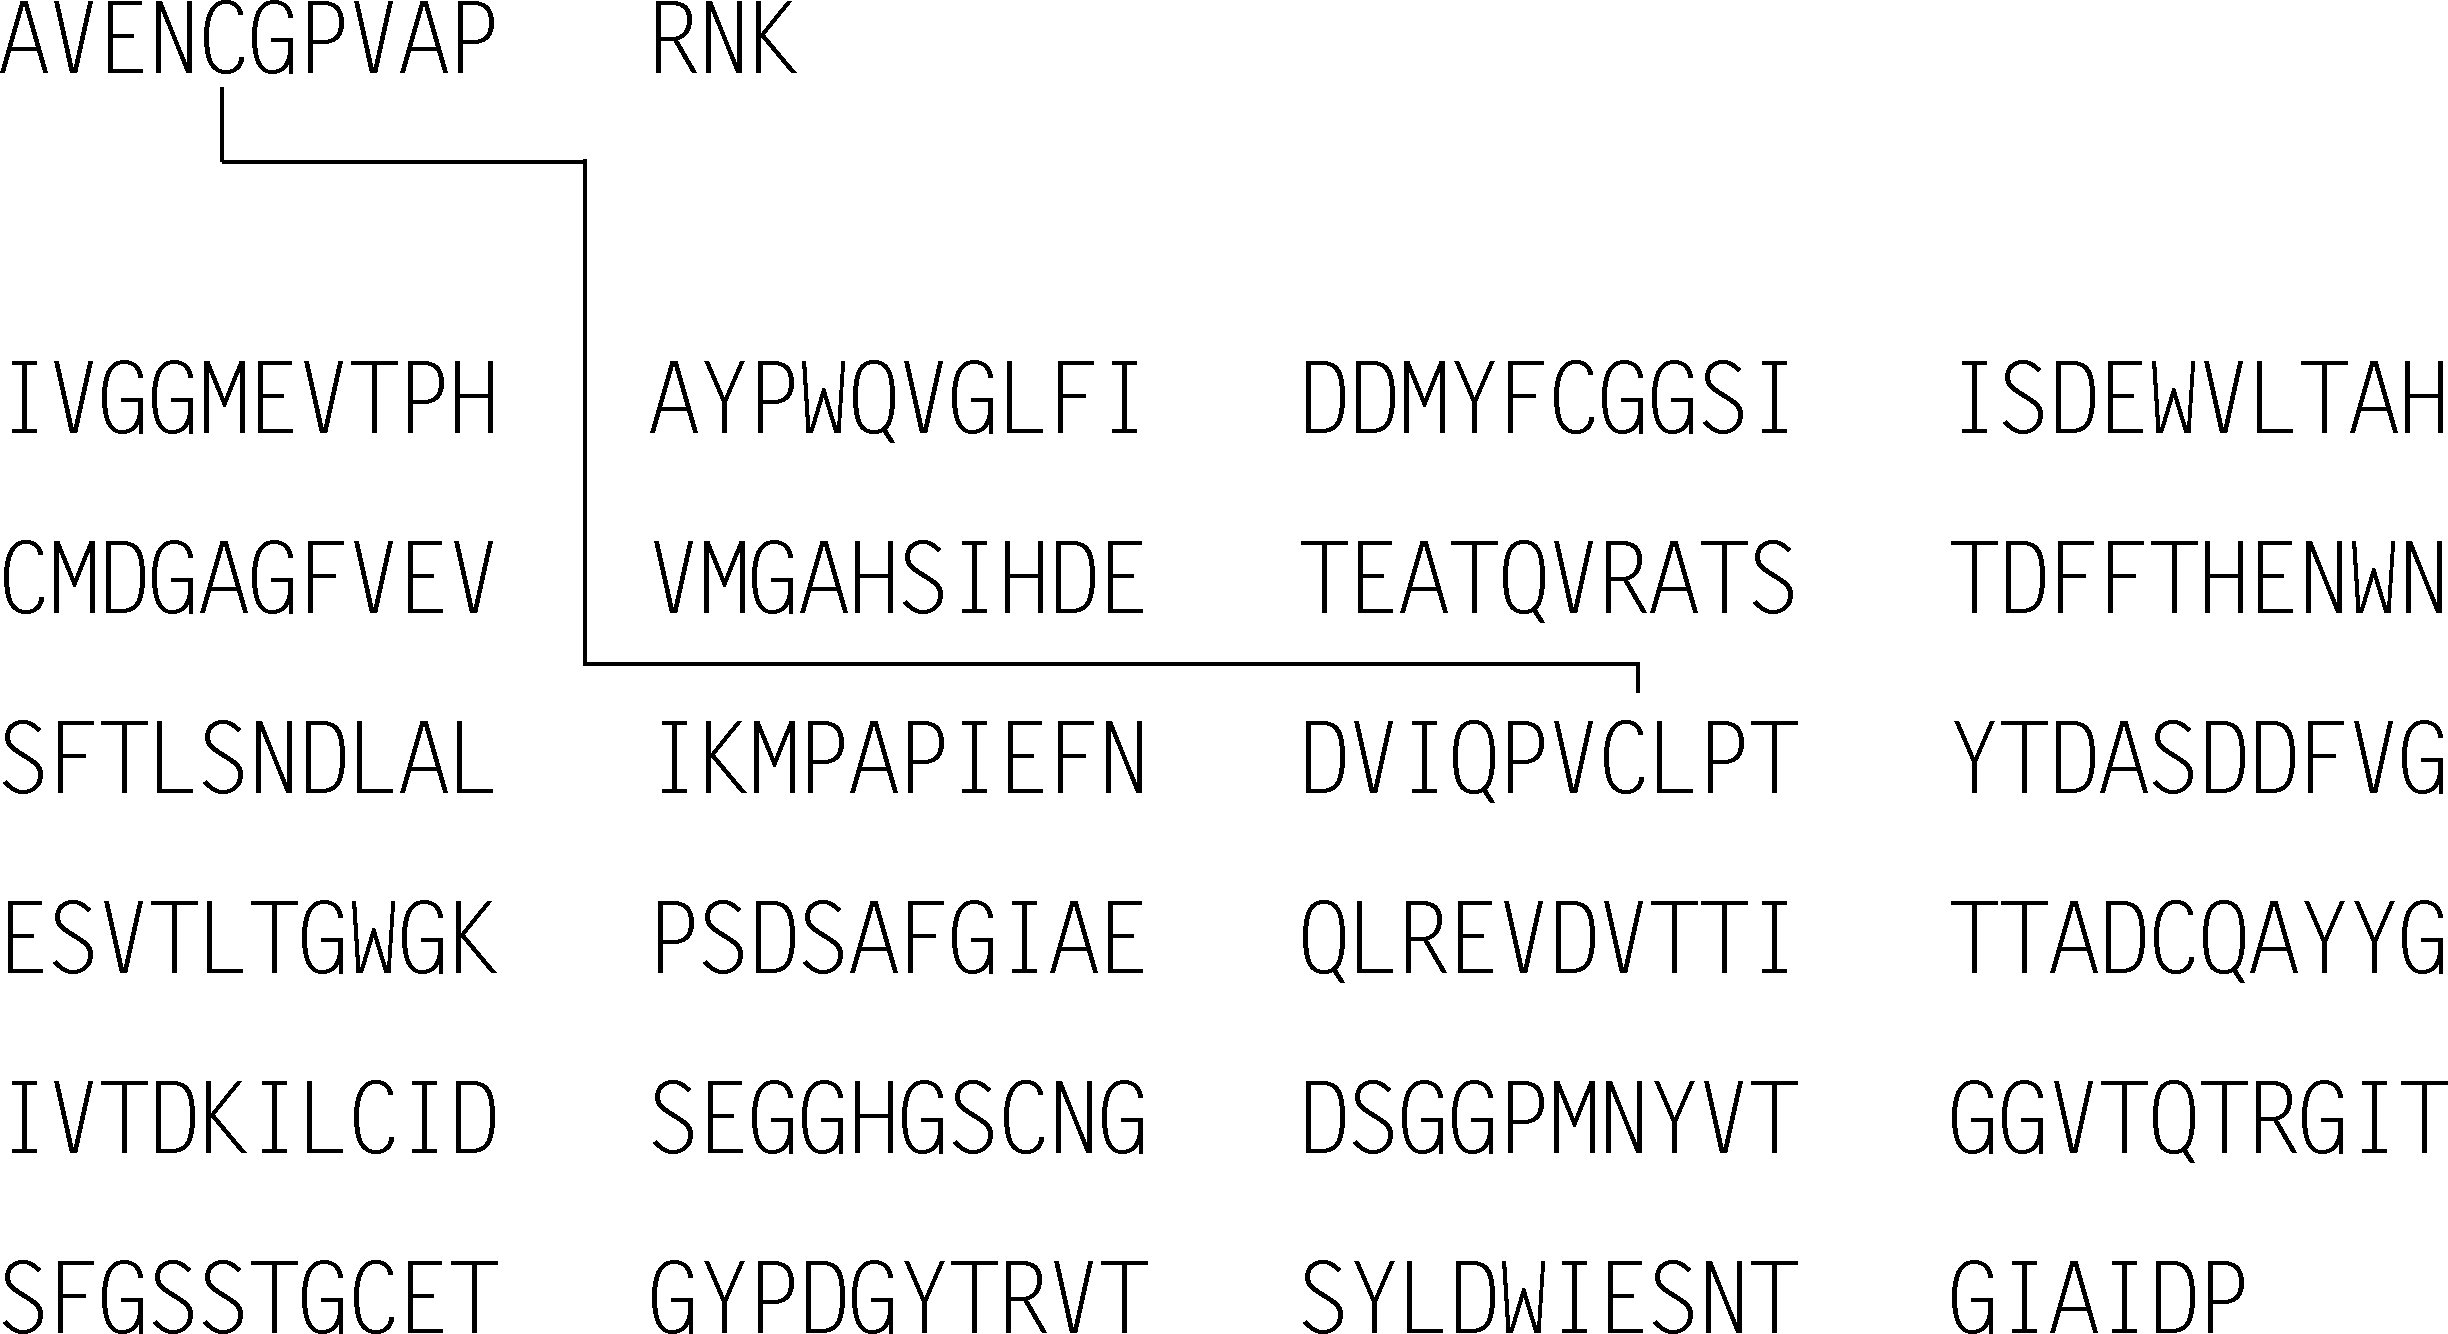 AVENCGPVAP RNK
IVGGMEVTPH AYPWQVGLFI DDMYFCGGSI ISDEWVLTAH
CMDGAGFVEV VMGAHSIHDE TEATQVRATS TDFFTHENWN
SFTLSNDLAL IKMPAPIEFN DVIQPVCLPT YTDASDDFVG
ESVTLTGWGK PSDSAFGIAE QLREVDVTTI TTADCQAYYG
IVTDKILCID SEGGHGSCNG DSGGPMNYVT GGVTQTRGIT
SFGSSTGCET GYPDGYTRVT SYLDWIESNT GIAIDP